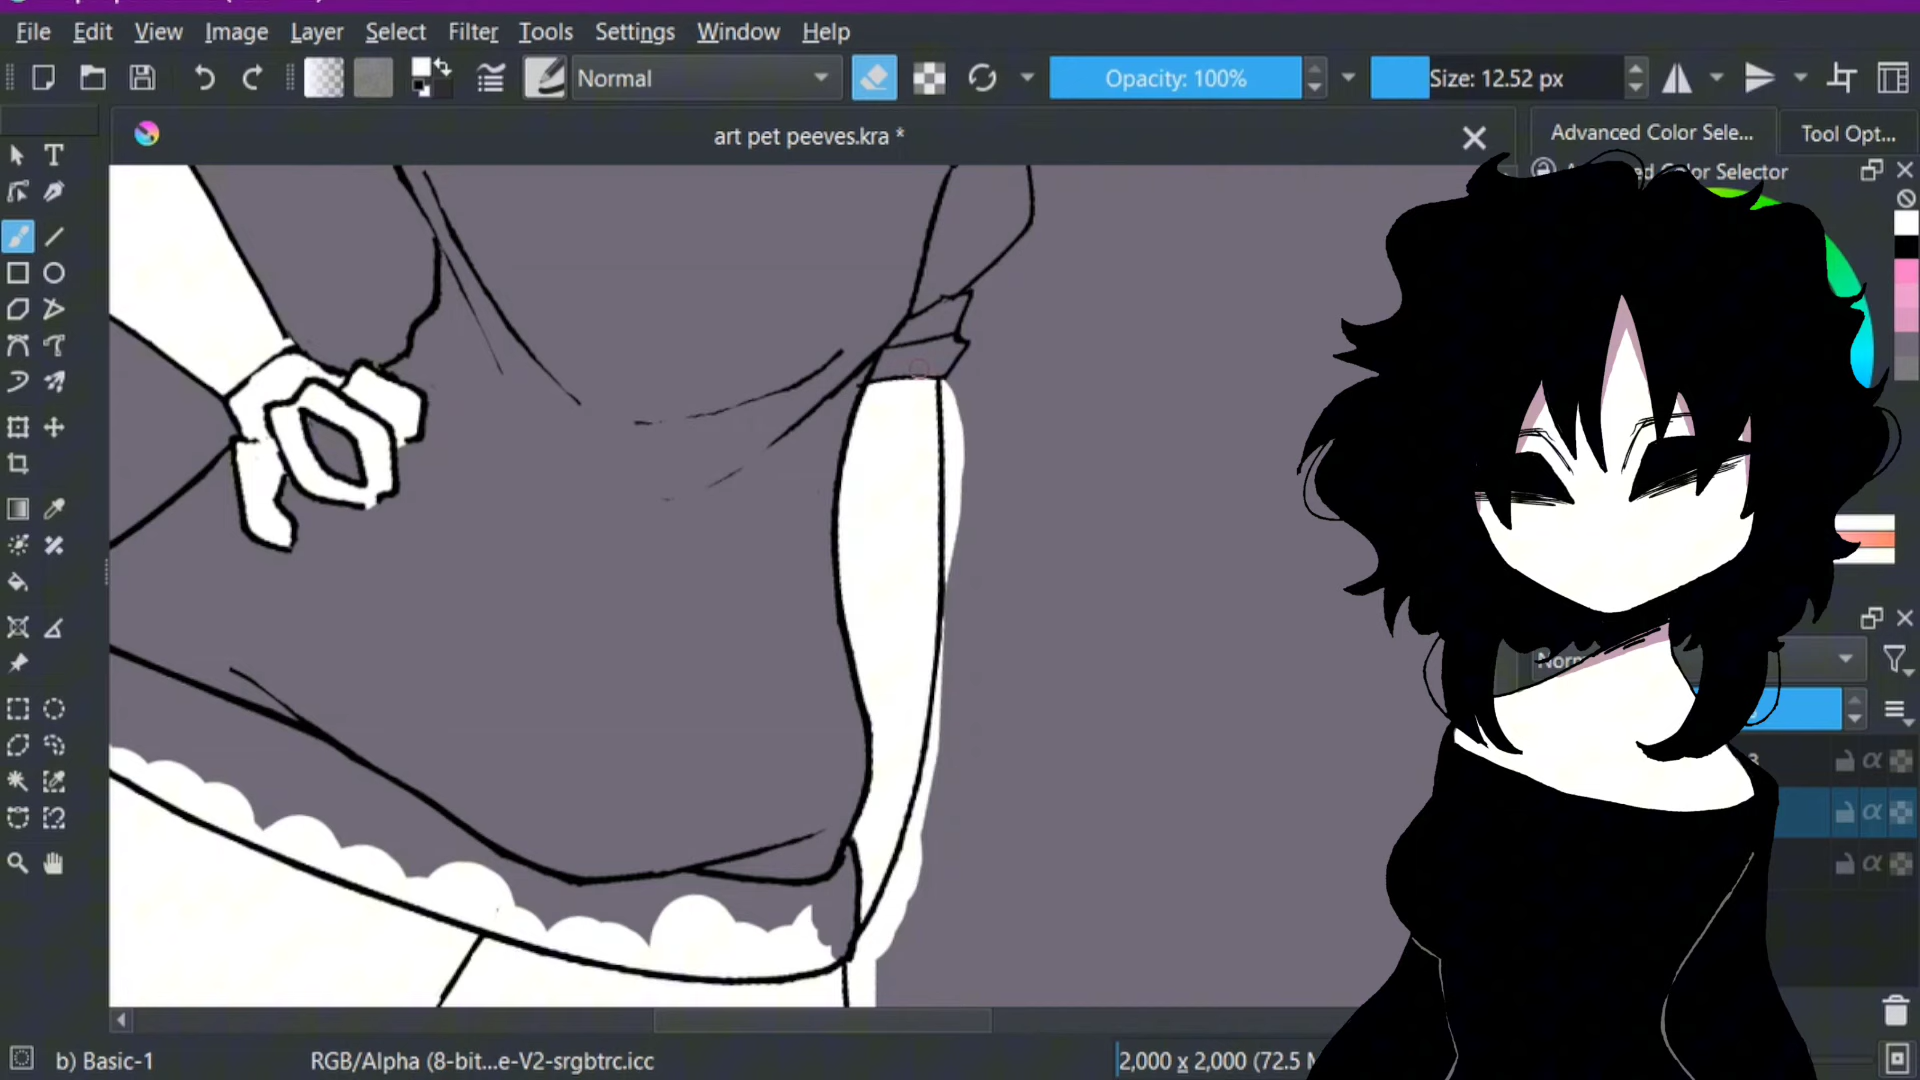 File Edit View Image Layer Select Filter Tools Settings Window Help
Normal Opacity: 100% Size: 12.52 px
art pet peeves.kra * Advanced Color Sele... Tool Opt...
Color Selector
b) Basic-1 RGB/Alpha (8-bit...e-V2-srgbtrc.icc 2,000 x 2,000 (72.5